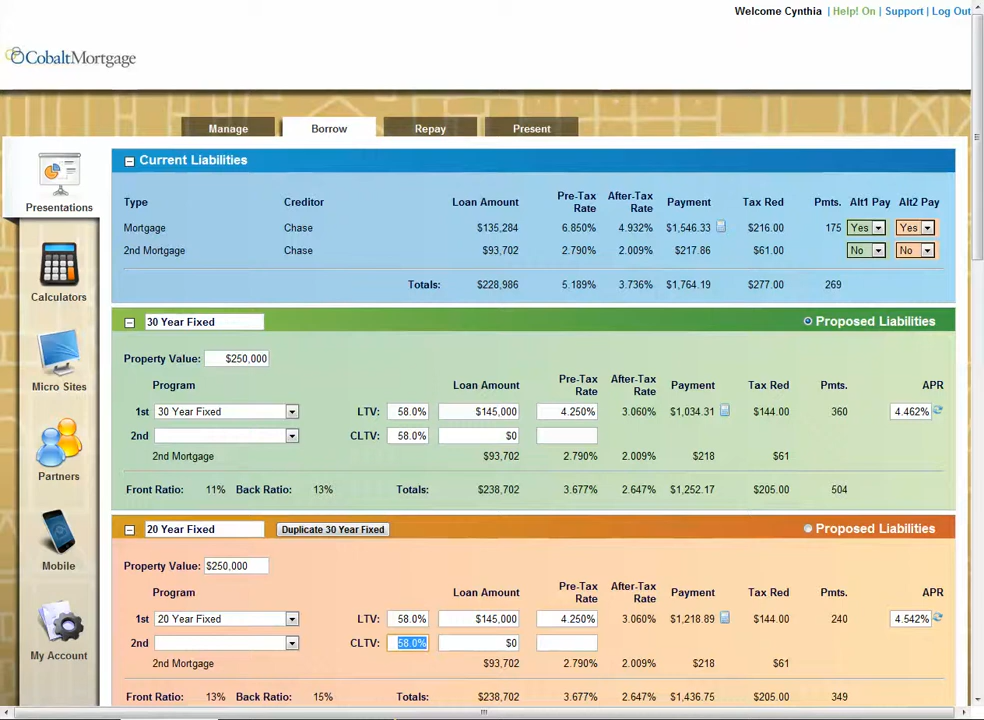 Welcome Cynthia | Help! On | Support | Log Out
CobaltMortgage
Manage Borrow Repay Present
Presentations
Calculators
Micro Sites
Partners
Mobile
My Account
Current Liabilities
Type Creditor Loan Amount Pre-Tax Rate After-Tax Rate Payment Tax Red Pmts. Alt1 Pay Alt2 Pay
Mortgage Chase $135,284 6.850% 4.932% $1,546.33 $216.00 175 Yes Yes
2nd Mortgage Chase $93,702 2.790% 2.009% $217.86 $61.00 No No
Totals: $228,986 5.189% 3.736% $1,764.19 $277.00 269
30 Year Fixed Proposed Liabilities
Property Value: $250,000
Program Loan Amount Pre-Tax Rate After-Tax Rate Payment Tax Red Pmts. APR
1st 30 Year Fixed LTV: 58.0% $145,000 4.250% 3.060% $1,034.31 $144.00 360 4.462%
2nd CLTV: 58.0% $0
2nd Mortgage $93,702 2.790% 2.009% $218 $61
Front Ratio: 11% Back Ratio: 13% Totals: $238,702 3.677% 2.647% $1,252.17 $205.00 504
20 Year Fixed Duplicate 30 Year Fixed Proposed Liabilities
Property Value: $250,000
Program Loan Amount Pre-Tax Rate After-Tax Rate Payment Tax Red Pmts. APR
1st 20 Year Fixed LTV: 58.0% $145,000 4.250% 3.060% $1,218.89 $144.00 240 4.542%
2nd CLTV: 58.0% $0
2nd Mortgage $93,702 2.790% 2.009% $218 $61
Front Ratio: 13% Back Ratio: 15% Totals: $238,702 3.677% 2.647% $1,436.75 $205.00 349